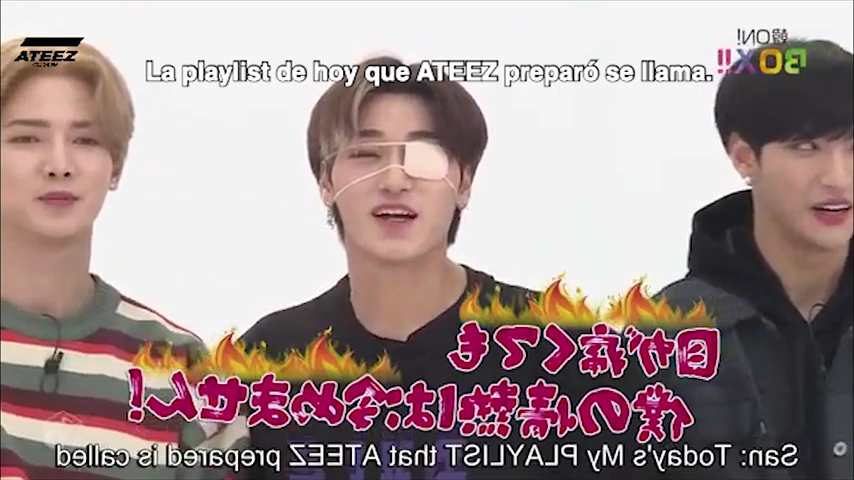 ATEEZ
韓ON!
BOX!!
La playlist de hoy que ATEEZ preparó se llama.
目が痛くても
僕の情熱は冷めません!
San: Today's My PLAYLIST that ATEEZ prepared is called